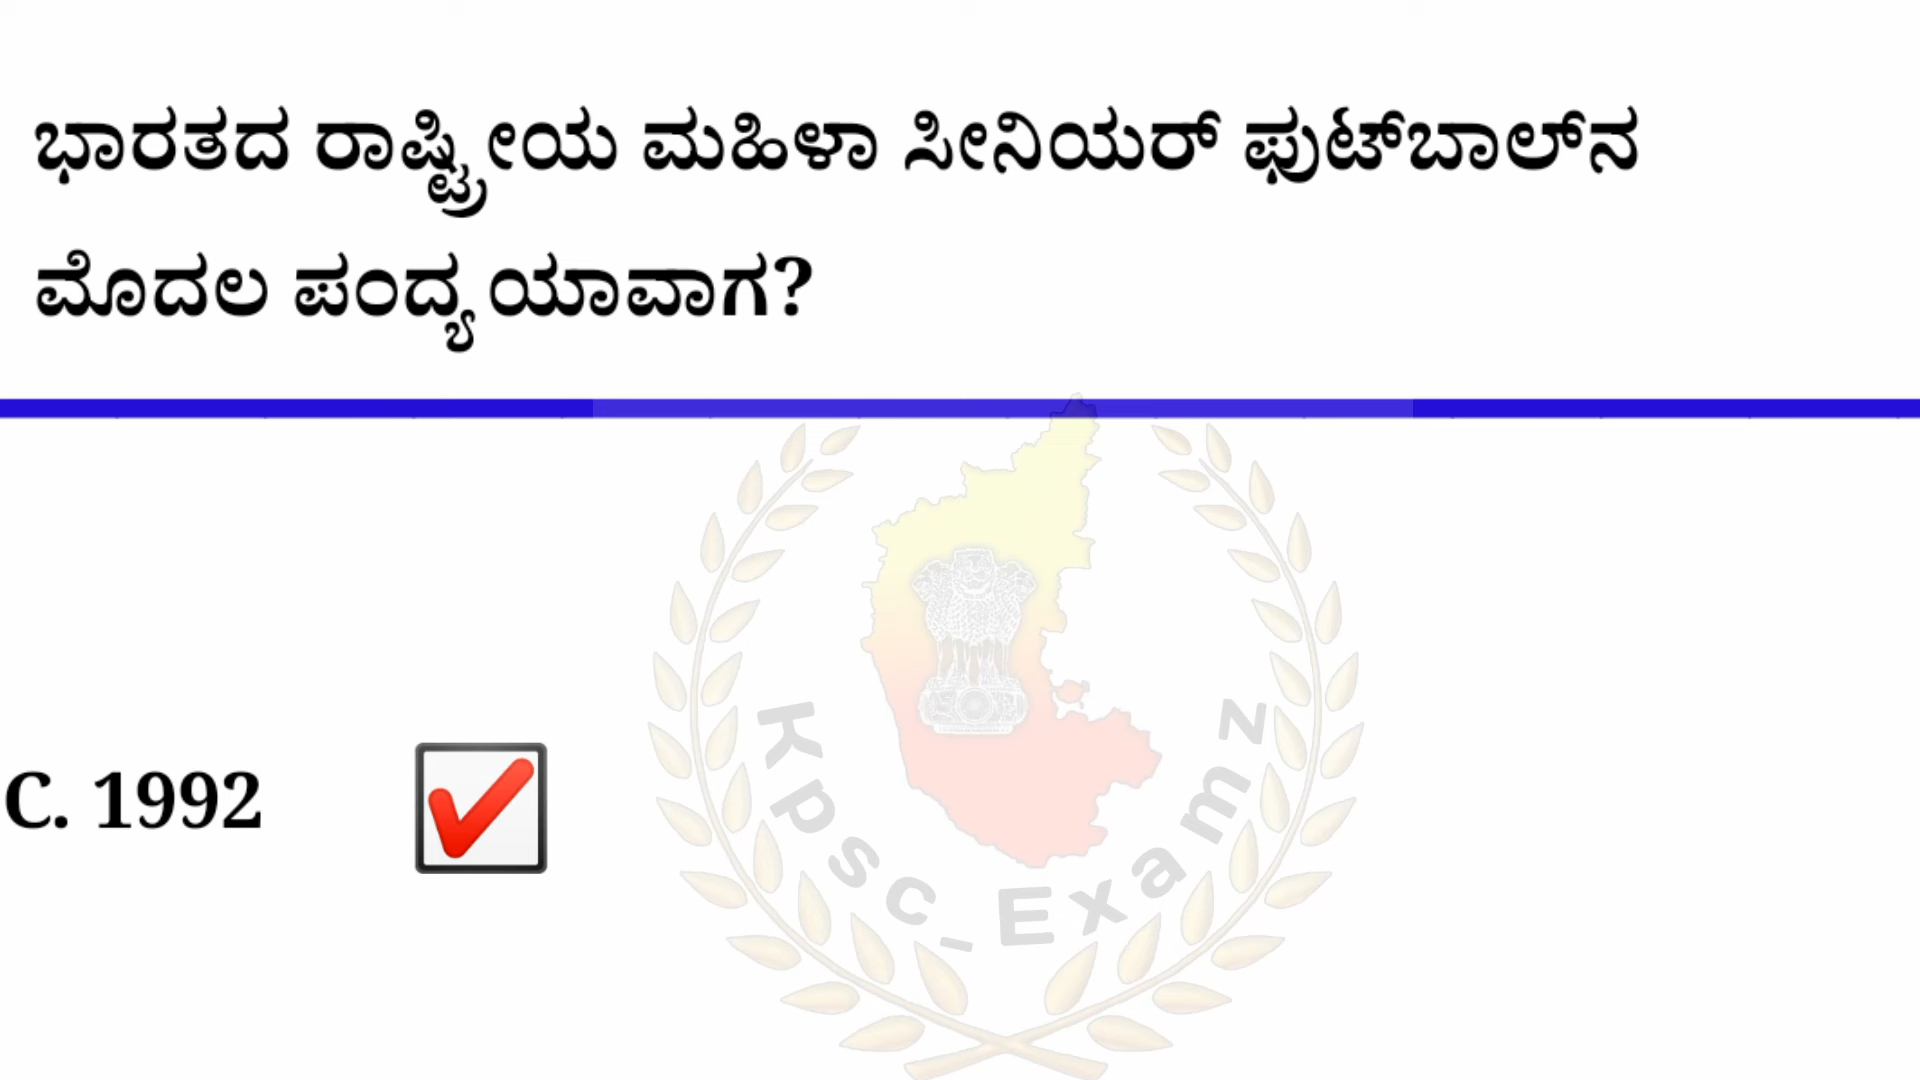 ಭಾರತದ ರಾಷ್ಟ್ರೀಯ ಮಹಿಳಾ ಸೀನಿಯರ್ ಫುಟ್‌ಬಾಲ್‌ನ
ಮೊದಲ ಪಂದ್ಯ ಯಾವಾಗ?
C. 1992
Kpsc_Examz